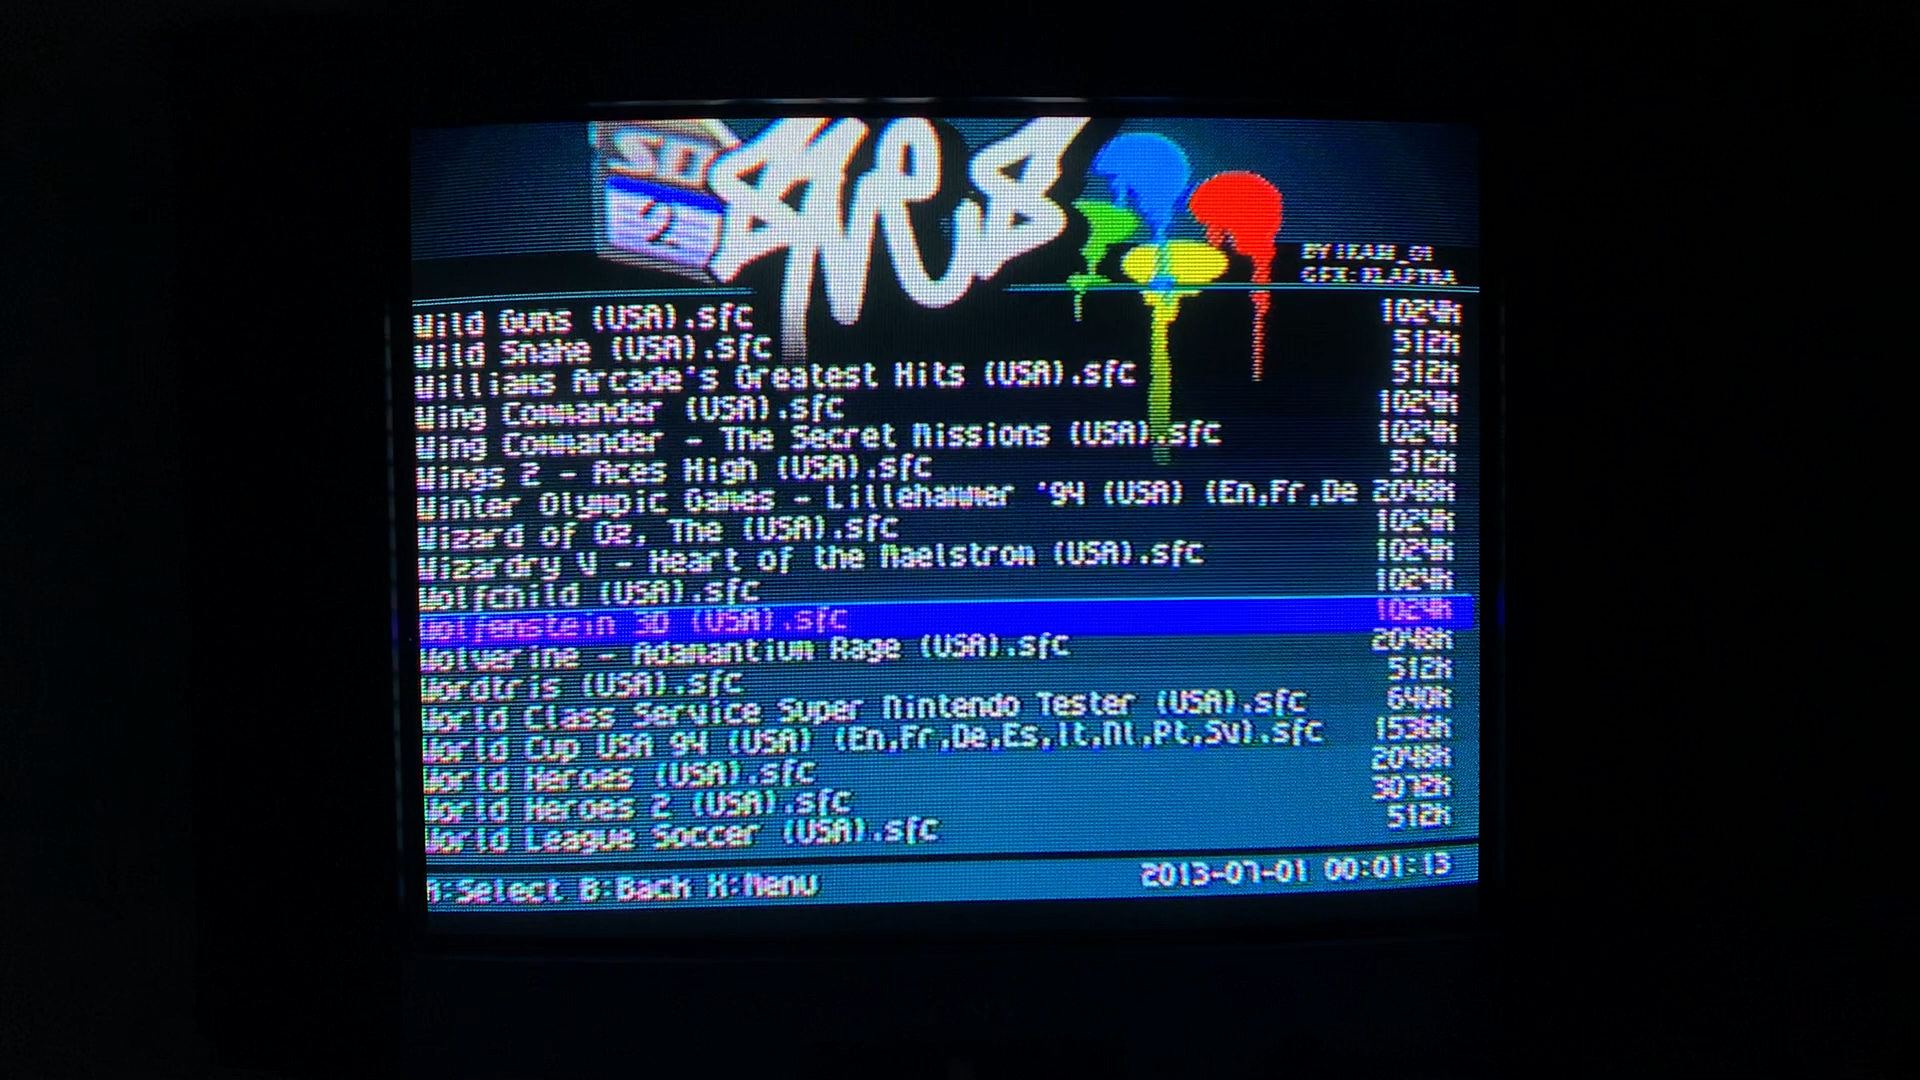 SD
2
BY:IKARI_01
Wild Guns (USA).sfc 1024k
Wild Snake (USA).sfc 512k
Williams Arcade's Greatest Hits (USA).sfc 512k
Wing Commander (USA).sfc 1024k
Wing Commander - The Secret Missions (USA).sfc 1024k
Wings 2 - Aces High (USA).sfc 512k
Winter Olympic Games - Lillehammer '94 (USA) (En,Fr,De 2048k
Wizard of Oz, The (USA).sfc 1024k
Wizardry V - Heart of the Maelstrom (USA).sfc 1024k
Wolfchild (USA).sfc 1024k
Wolfenstein 3D (USA).sfc 1024k
Wolverine - Adamantium Rage (USA).sfc 2048k
Wordtris (USA).sfc 512k
World Class Service Super Nintendo Tester (USA).sfc 640k
World Cup USA 94 (USA) (En,Fr,De,Es,It,Nl,Pt,Sv).sfc 1536k
World Heroes (USA).sfc 2048k
World Heroes 2 (USA).sfc 3072k
World League Soccer (USA).sfc 512k
A:Select B:Back X:Menu 2013-07-01 00:01:13